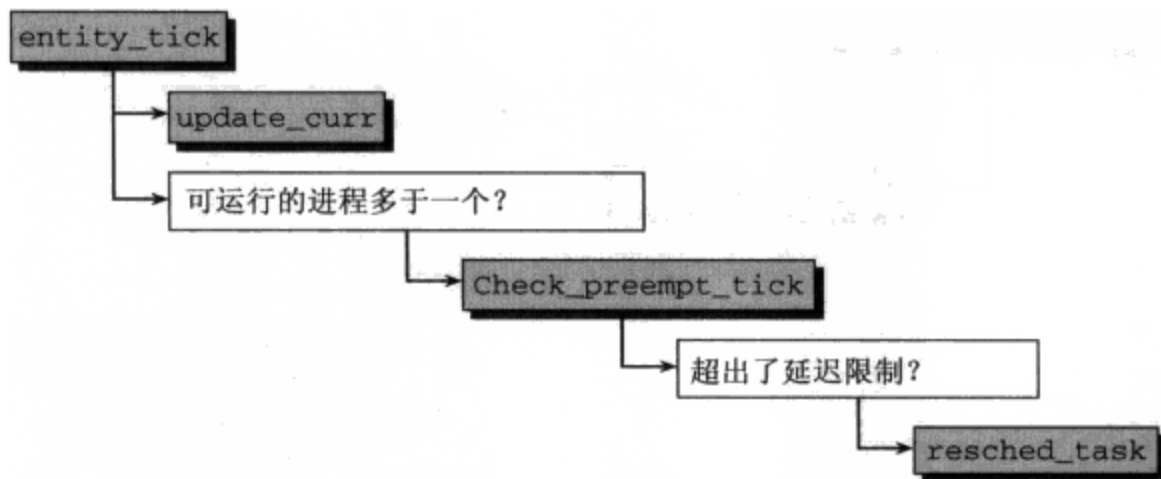 entity_tick
update_curr
可运行的进程多于一个?
Check_preempt_tick
超出了延迟限制?
resched_task